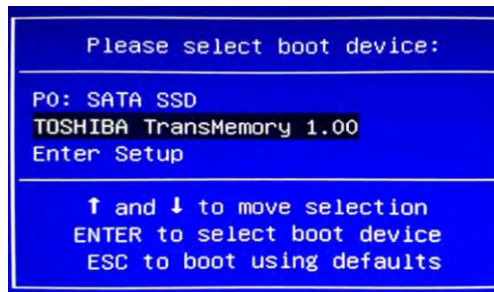 Please select boot device:
P0: SATA SSD
TOSHIBA TransMemory 1.00
Enter Setup
↑ and ↓ to move selection
ENTER to select boot device
ESC to boot using defaults